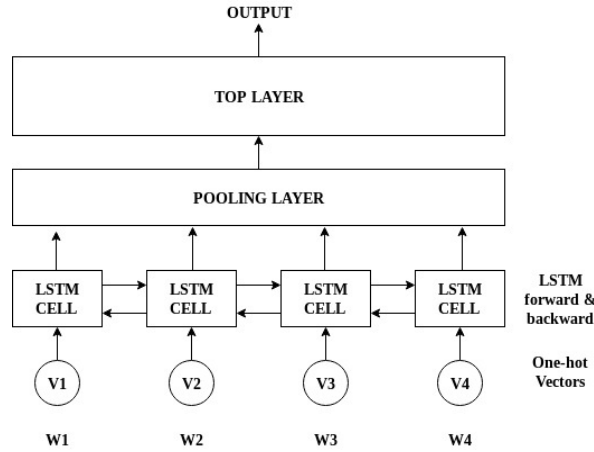 OUTPUT
TOP LAYER
POOLING LAYER
LSTM CELL
LSTM CELL
LSTM CELL
LSTM CELL
LSTM
forward &
backward
V1 V2 V3 V4
One-hot
Vectors
W1 W2 W3 W4